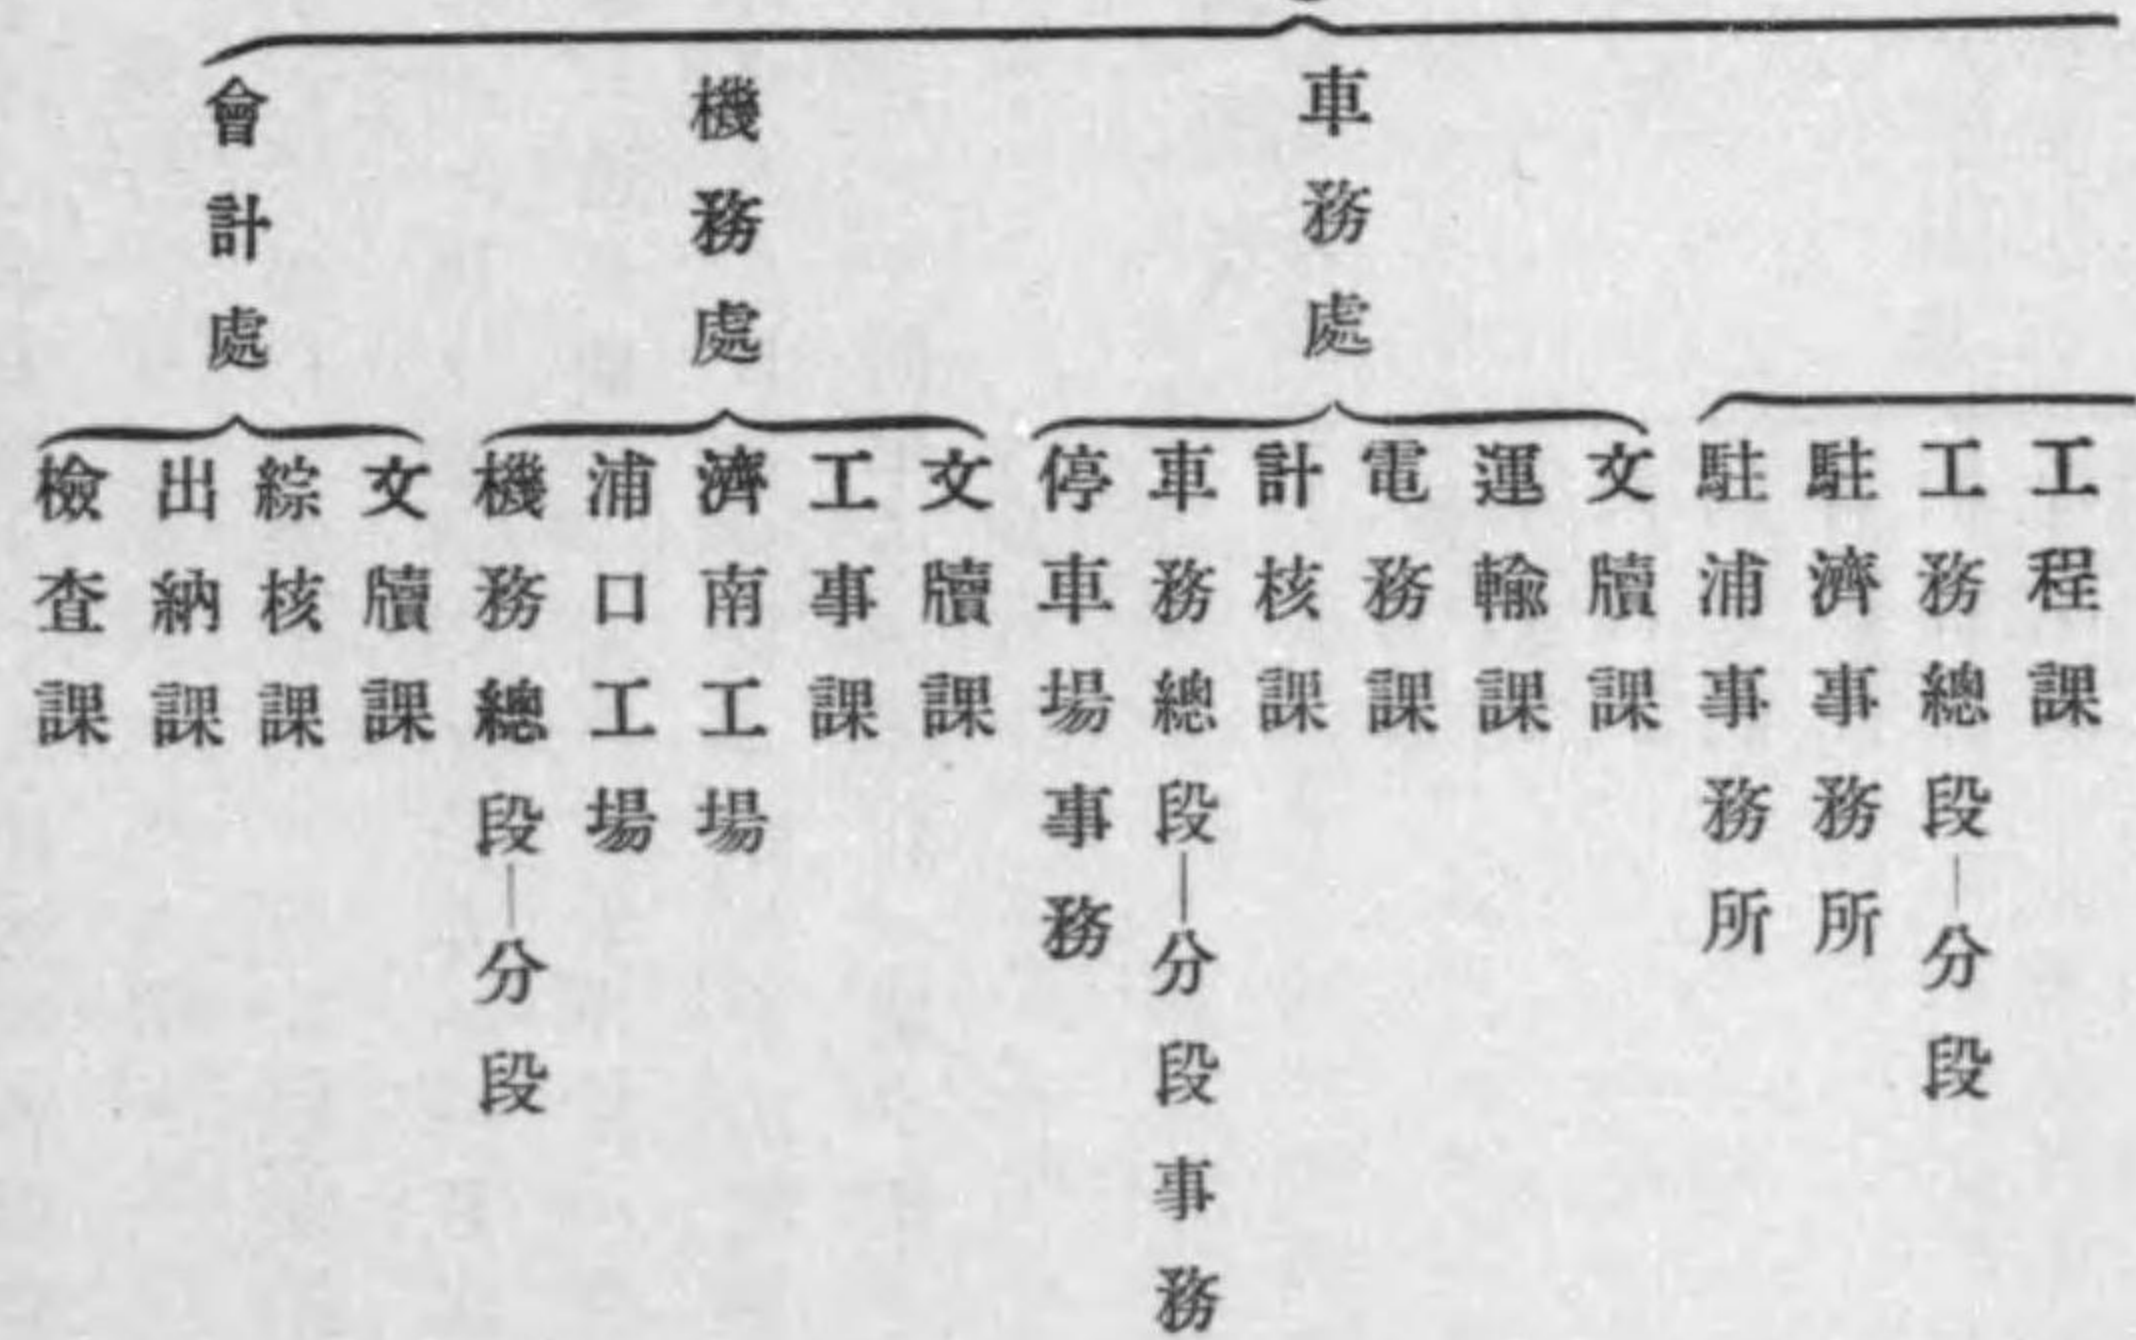 工程課
工務總段—分段
駐濟事務所
駐浦事務所
車務處
文牘課
運輸課
電務課
計核課
車務總段—分段事務
停車場事務
機務處
文牘課
工事課
濟南工場
浦口工場
機務總段—分段
會計處
文牘課
綜核課
出納課
檢查課